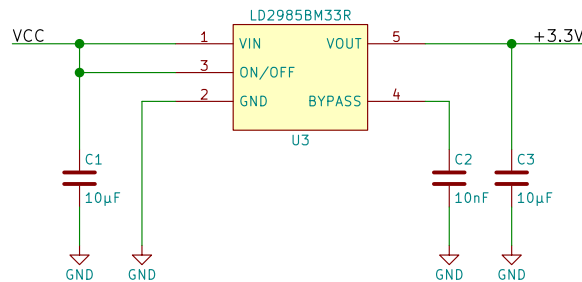 LD2985BM33R
VCC 1 VIN VOUT 5 +3.3V
3 ON/OFF
2 GND BYPASS 4
U3
C1 C2 C3
10µF 10nF 10µF
GND GND GND GND